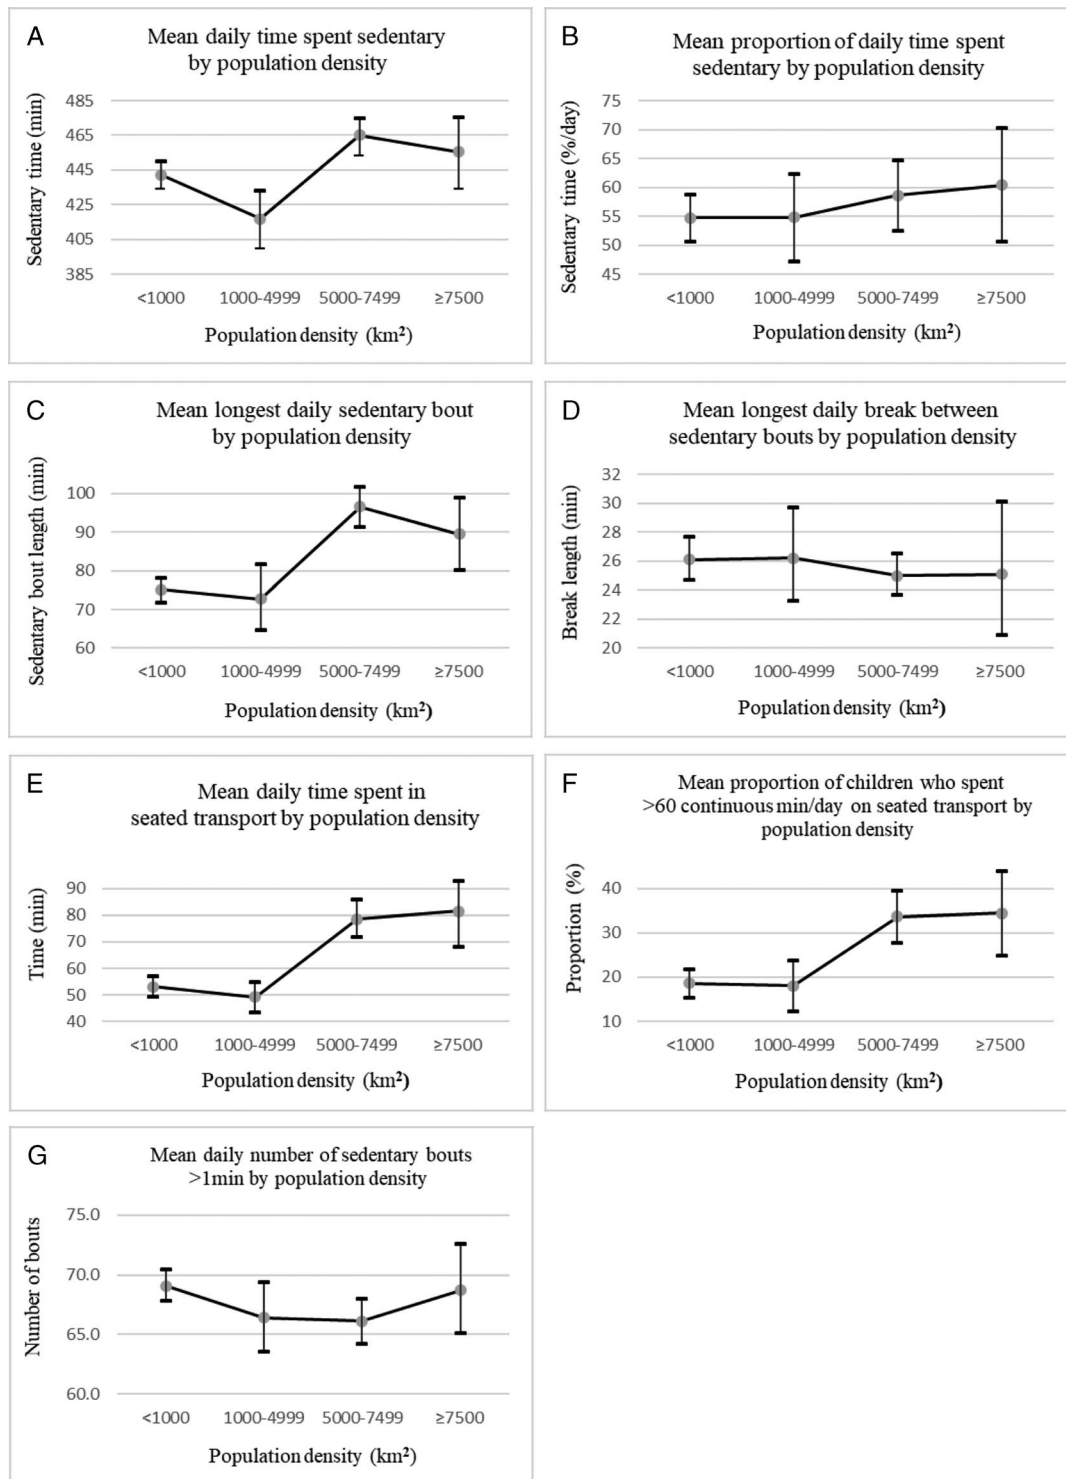 A
Mean daily time spent sedentary
by population density
Sedentary time (min)
485
465
445
425
405
385
<1000 1000-4999 5000-7499 ≥7500
Population density (km²)
B
Mean proportion of daily time spent
sedentary by population density
Sedentary time (%/day)
75
70
65
60
55
50
45
<1000 1000-4999 5000-7499 ≥7500
Population density (km²)
C
Mean longest daily sedentary bout
by population density
Sedentary bout length (min)
100
90
80
70
60
<1000 1000-4999 5000-7499 ≥7500
Population density (km²)
D
Mean longest daily break between
sedentary bouts by population density
Break length (min)
32
30
28
26
24
22
20
<1000 1000-4999 5000-7499 ≥7500
Population density (km²)
E
Mean daily time spent in
seated transport by population density
Time (min)
90
80
70
60
50
40
<1000 1000-4999 5000-7499 ≥7500
Population density (km²)
F
Mean proportion of children who spent
>60 continuous min/day on seated transport by
population density
Proportion (%)
40
30
20
10
<1000 1000-4999 5000-7499 ≥7500
Population density (km²)
G
Mean daily number of sedentary bouts
>1min by population density
Number of bouts
75.0
70.0
65.0
60.0
<1000 1000-4999 5000-7499 ≥7500
Population density (km²)